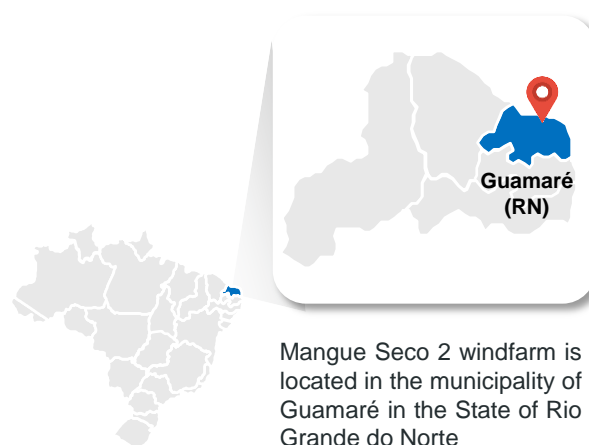 Guamaré
(RN)
Mangue Seco 2 windfarm is
located in the municipality of
Guamaré in the State of Rio
Grande do Norte